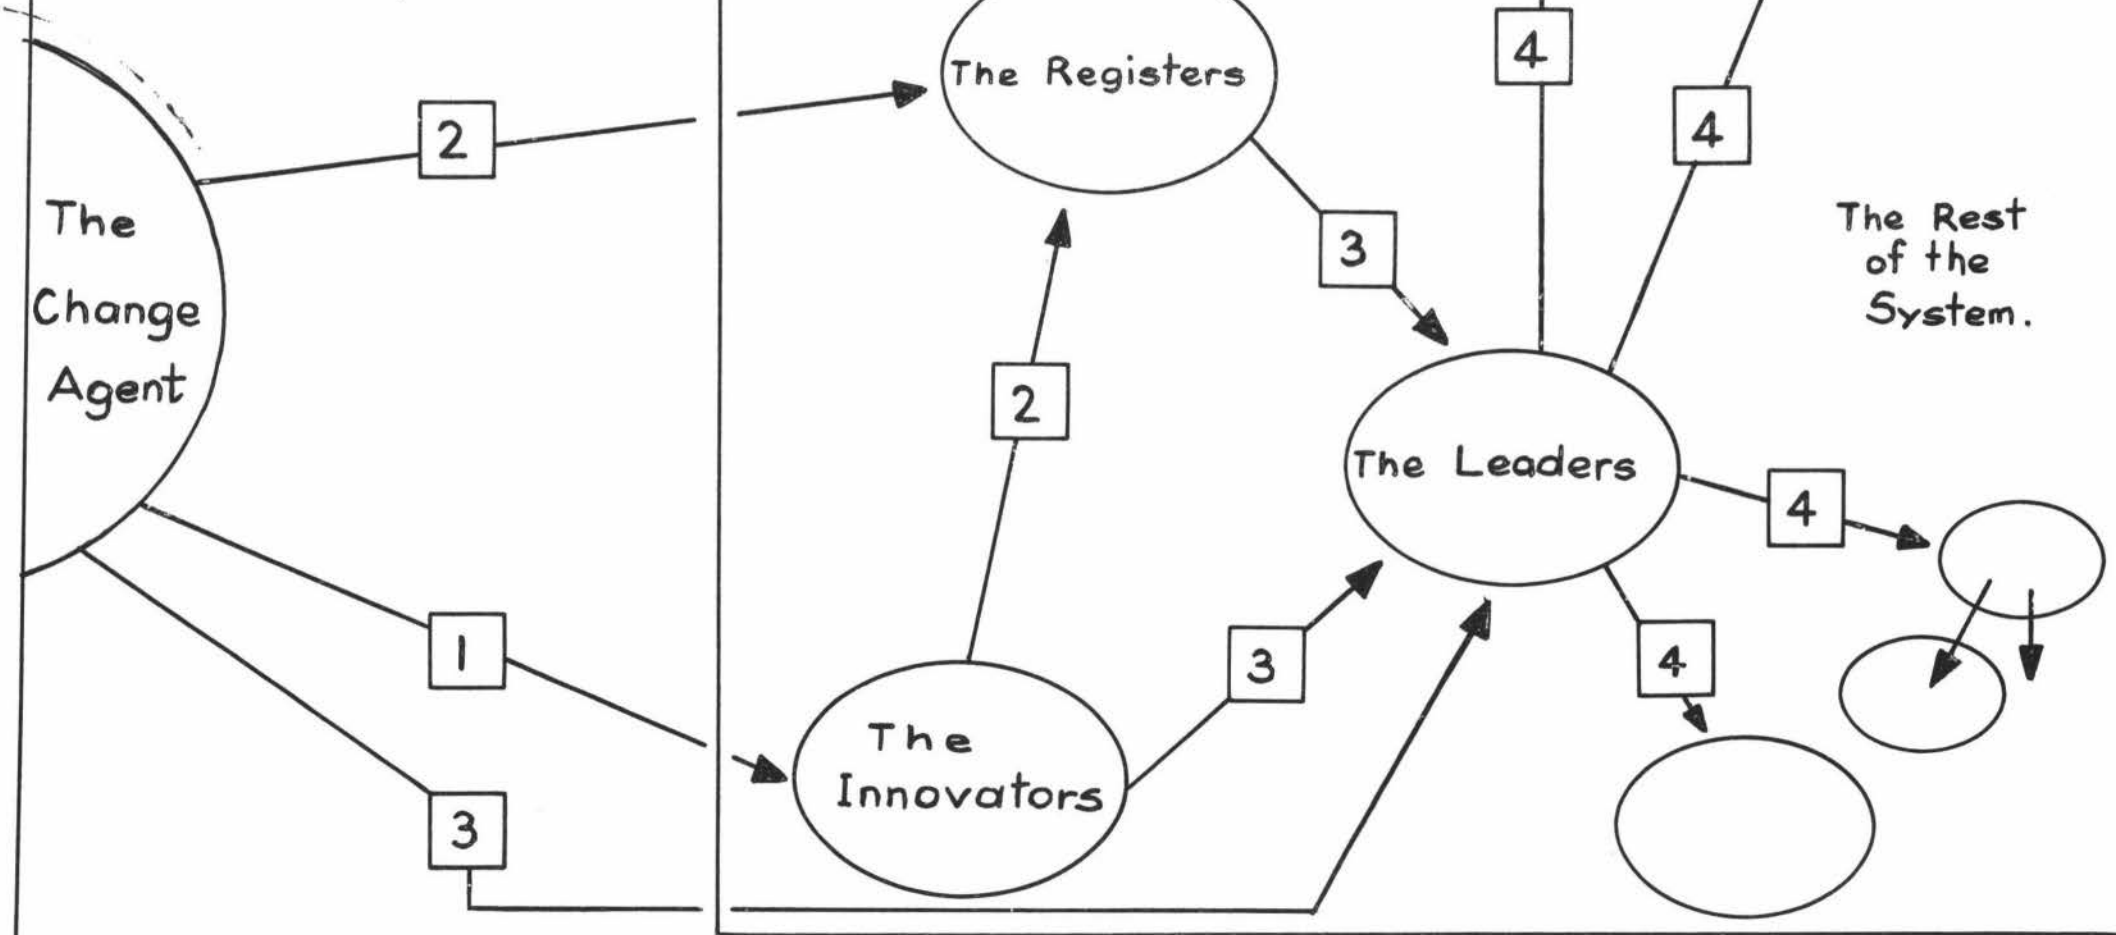 The
Change
Agent
2
1
3
The Registers
2
The
Innovators
3
3
The Leaders
4
4
4
4
The Rest
of the
System.